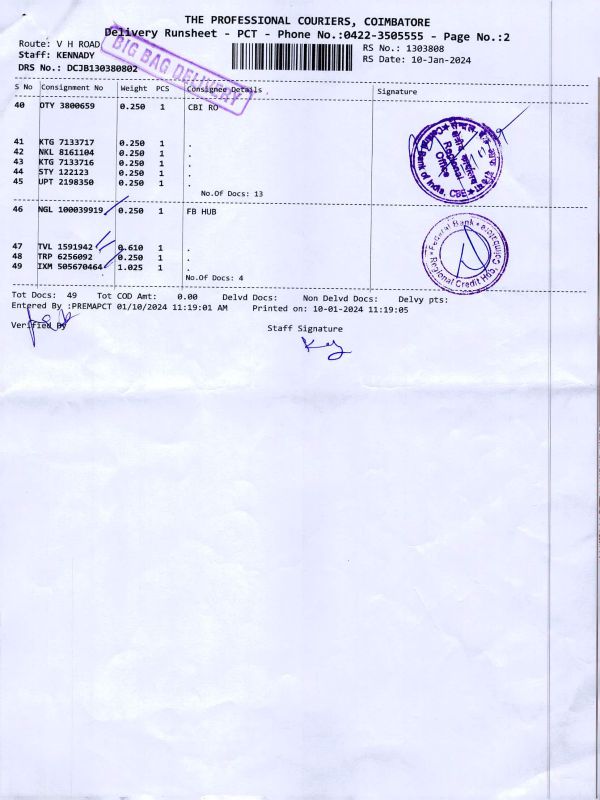 THE PROFESSIONAL COURIERS, COIMBATORE
Delivery Runsheet - PCT - Phone No.:0422-3505555 - Page No.:2
Route: V H ROAD
RS No.: 1303808
Staff: KENNADY
RS Date: 10-Jan-2024
DRS No.: DCJB130380802
BIG BAG DELIVERY
S No Consignment No Weight PCS Consignee Details Signature
40 DTY 3800659 0.250 1 CBI RO
41 KTG 7133717 0.250 1 .
42 NKL 8161104 0.250 1 .
43 KTG 7133716 0.250 1 .
44 STY 122123 0.250 1 .
45 UPT 2198350 0.250 1 .
No.Of Docs: 13
Regional Office
Central Bank of India, CBE
46 NGL 100039919 0.250 1 FB HUB
47 TVL 1591942 0.610 1 .
48 TRP 6256092 0.250 1 .
49 IXM 505670464 1.025 1 .
No.Of Docs: 4
Federal Bank Coimbatore
Regional Credit Hub
Tot Docs: 49 Tot COD Amt: 0.00 Delvd Docs: Non Delvd Docs: Delvy pts:
Entered By :PREMAPCT 01/10/2024 11:19:01 AM Printed on: 10-01-2024 11:19:05
Verified By
Staff Signature